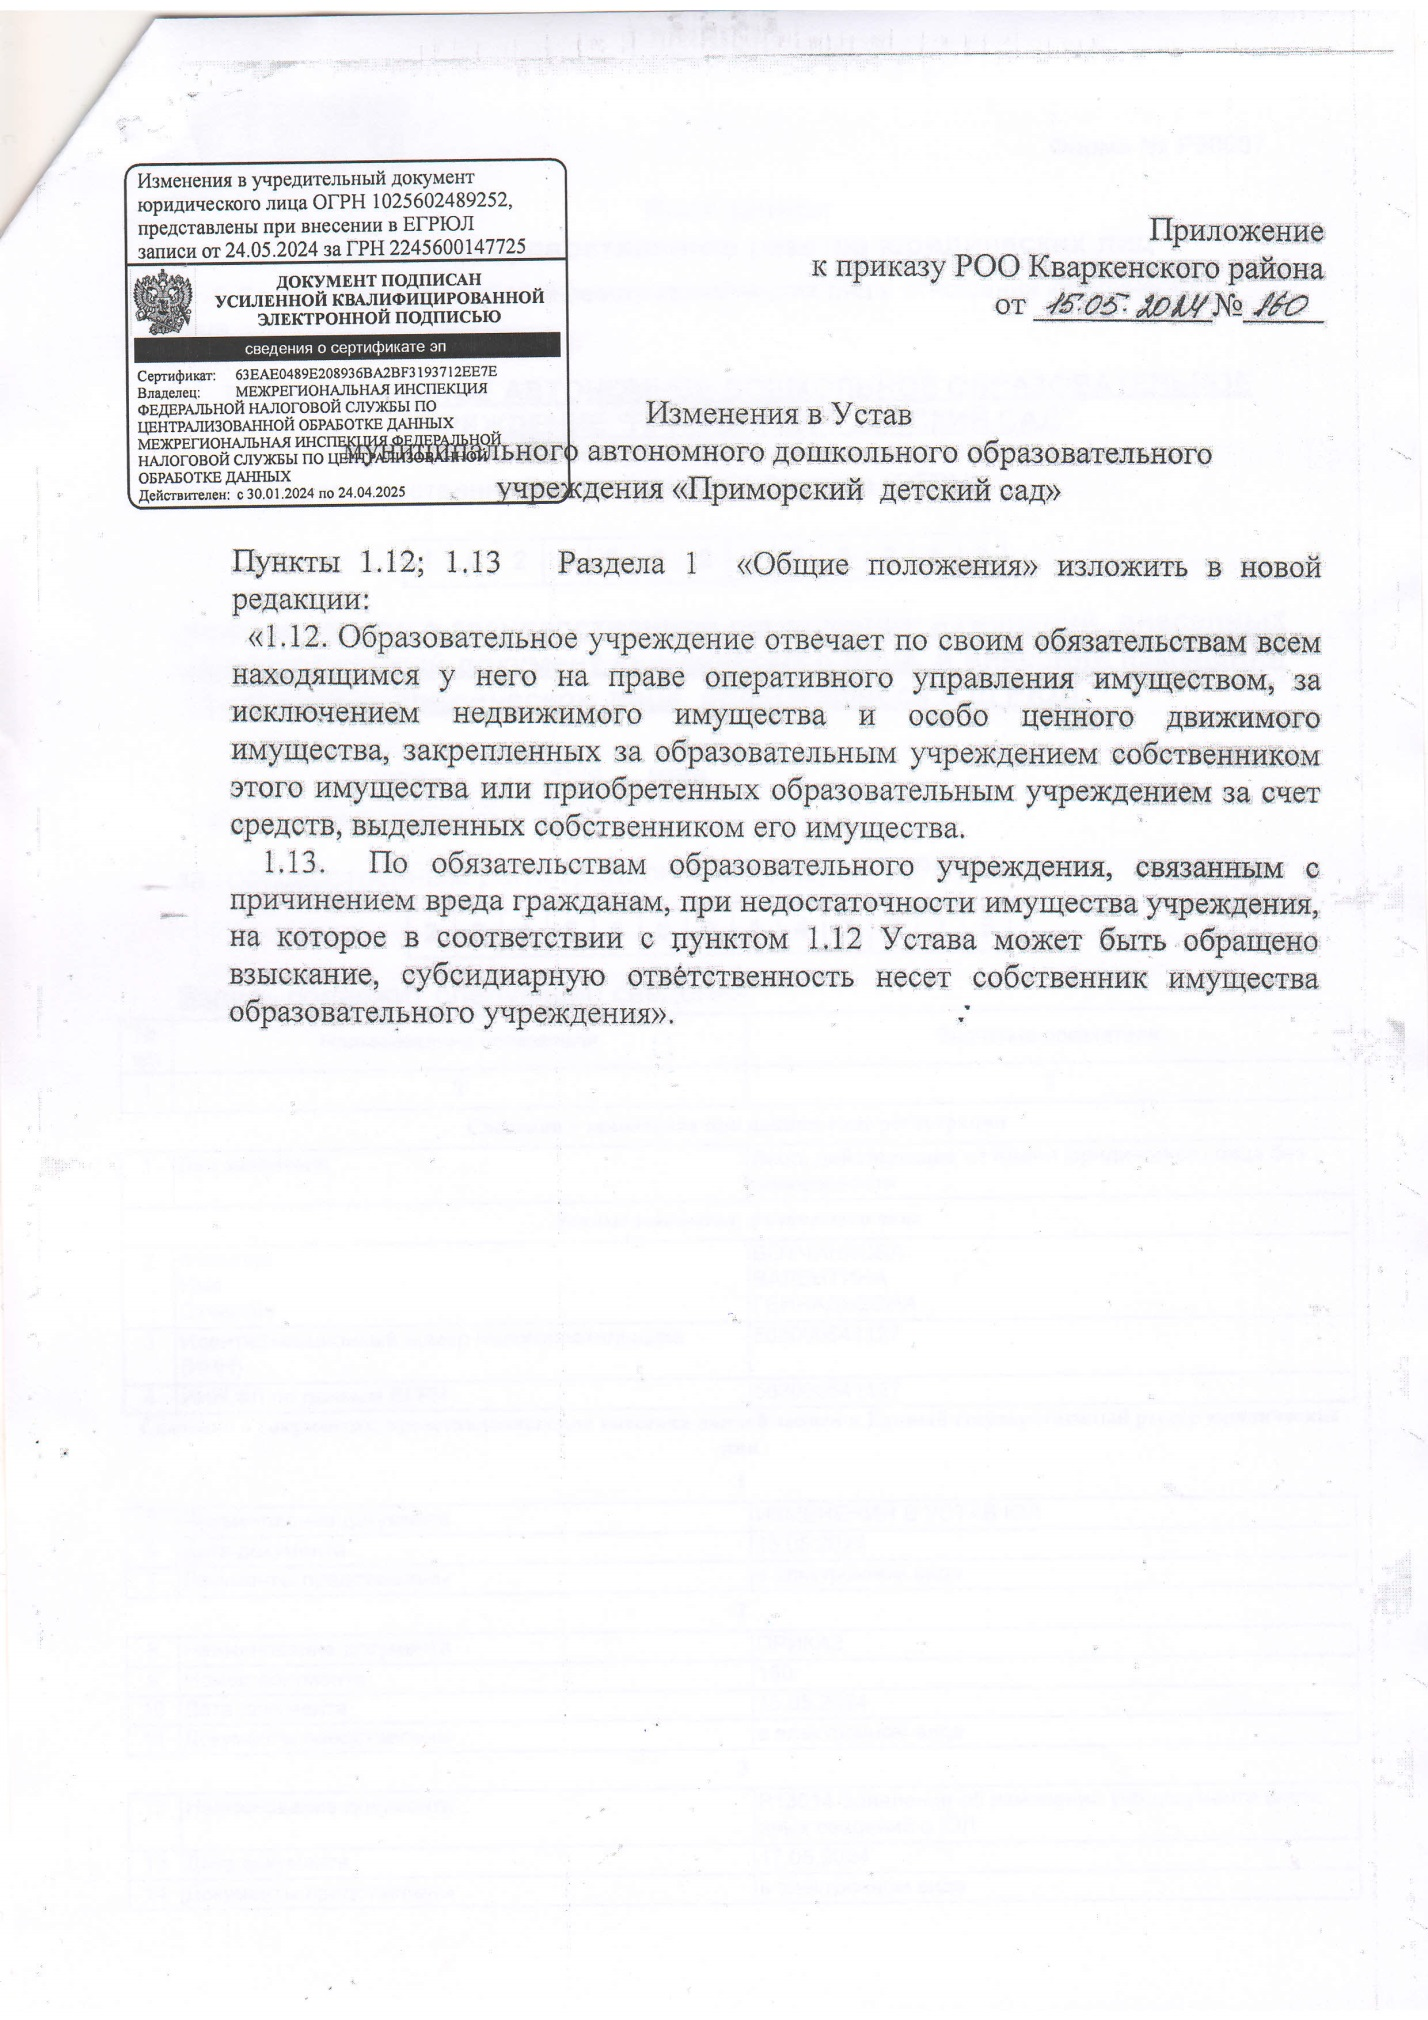 Изменения в учредительный документ
юридического лица ОГРН 1025602489252,
представлены при внесении в ЕГРЮЛ
записи от 24.05.2024 за ГРН 2245600147725
ДОКУМЕНТ ПОДПИСАН
УСИЛЕННОЙ КВАЛИФИЦИРОВАННОЙ
ЭЛЕКТРОННОЙ ПОДПИСЬЮ
сведения о сертификате эп
Сертификат: 63EAE0489E208936BA2BF3193712EE7E
Владелец: МЕЖРЕГИОНАЛЬНАЯ ИНСПЕКЦИЯ
ФЕДЕРАЛЬНОЙ НАЛОГОВОЙ СЛУЖБЫ ПО
ЦЕНТРАЛИЗОВАННОЙ ОБРАБОТКЕ ДАННЫХ
МЕЖРЕГИОНАЛЬНАЯ ИНСПЕКЦИЯ ФЕДЕРАЛЬНОЙ
НАЛОГОВОЙ СЛУЖБЫ ПО ЦЕНТРАЛИЗОВАННОЙ
ОБРАБОТКЕ ДАННЫХ
Действителен: с 30.01.2024 по 24.04.2025
Приложение
к приказу РОО Кваркенского района
от 15.05.2024 № 160
Изменения в Устав
муниципального автономного дошкольного образовательного
учреждения «Приморский детский сад»
Пункты 1.12; 1.13 Раздела 1 «Общие положения» изложить в новой
редакции:
«1.12. Образовательное учреждение отвечает по своим обязательствам всем
находящимся у него на праве оперативного управления имуществом, за
исключением недвижимого имущества и особо ценного движимого
имущества, закрепленных за образовательным учреждением собственником
этого имущества или приобретенных образовательным учреждением за счет
средств, выделенных собственником его имущества.
1.13. По обязательствам образовательного учреждения, связанным с
причинением вреда гражданам, при недостаточности имущества учреждения,
на которое в соответствии с пунктом 1.12 Устава может быть обращено
взыскание, субсидиарную ответственность несет собственник имущества
образовательного учреждения».